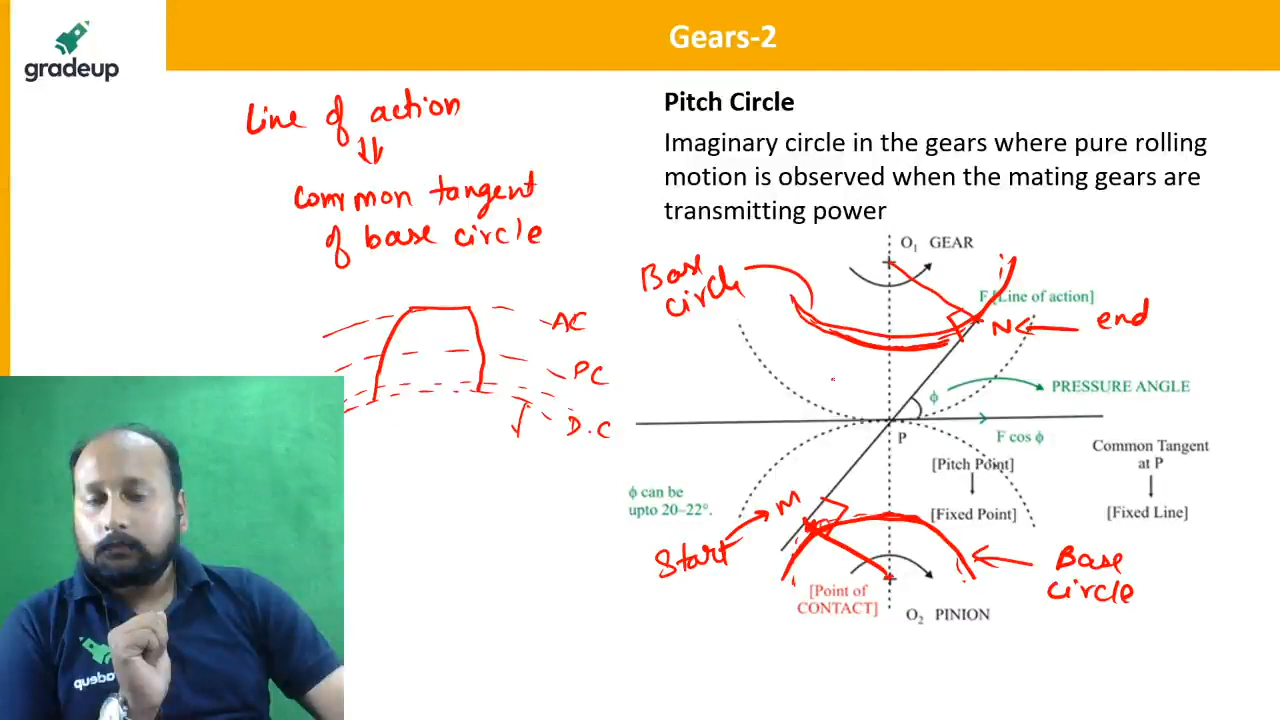 Gears-2
gradeup
Line of action
common tangent
of base circle
AC
PC
D.C
Pitch Circle
Imaginary circle in the gears where pure rolling
motion is observed when the mating gears are
transmitting power
O1 GEAR
Base
circle
F [Line of action]
N
end
ϕ
PRESSURE ANGLE
P
F cos ϕ
[Pitch Point]
[Fixed Point]
Common Tangent
at P
[Fixed Line]
ϕ can be
upto 20–22°.
M
Start
Base
circle
[Point of
CONTACT]
O2 PINION
gradeup